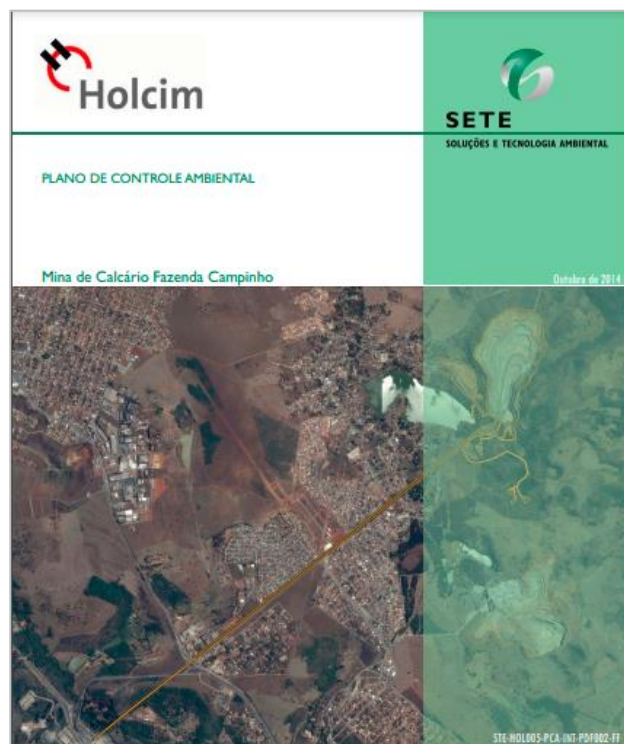 Holcim
SETE
SOLUÇÕES E TECNOLOGIA AMBIENTAL
PLANO DE CONTROLE AMBIENTAL
Mina de Calcário Fazenda Campinho
Outubro de 2014
STE-HOL005-PCA-INT-PDF002-FF